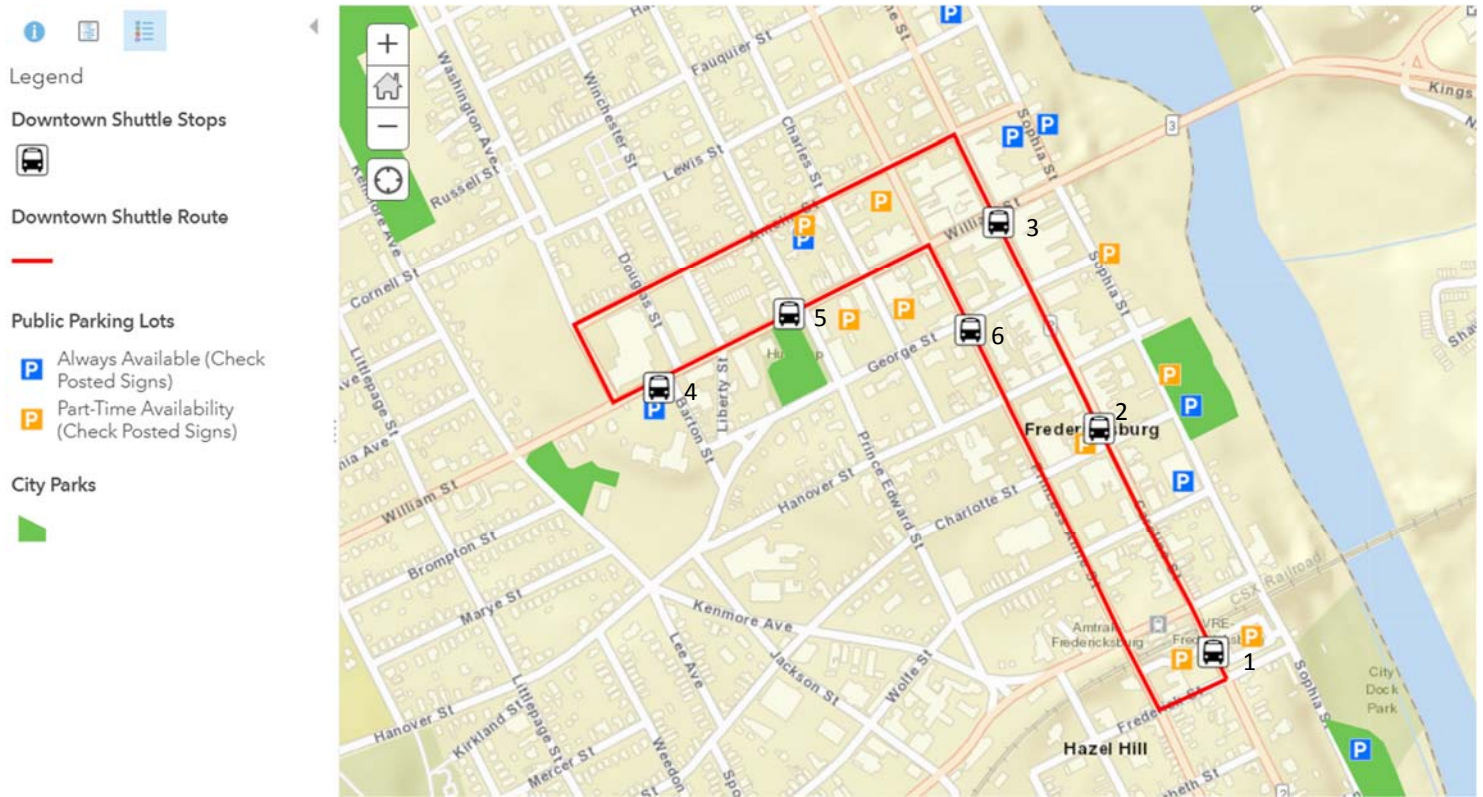 Legend
Downtown Shuttle Stops
Downtown Shuttle Route
Public Parking Lots
P Always Available (Check
Posted Signs)
P Part-Time Availability
(Check Posted Signs)
City Parks
+
−
Fauquier St
Washington Ave
Winchester St
Charles St
Sophia St
Kings
3
Russell St
Lewis St
Kenmore Ave
Cornell St
Douglas St
Amelia St
William St
3
Sophia St
5
6
George St
Liberty St
4
Barton St
Littlepage St
2
Fredericksburg
Hanover St
Prince Edward St
Charlotte St
Princess Anne St
Caroline St
William St
Brompton St
Marye St
Kenmore Ave
CSX Railroad
Amtrak
Fredericksburg
VRE-
1
Lee Ave
Jackson St
Wolfe St
Sophia St
City
Dock
Park
Frederick St
Hazel Hill
Hanover St
Kirkland St
Littlepage St
Mercer St
Weedon
2